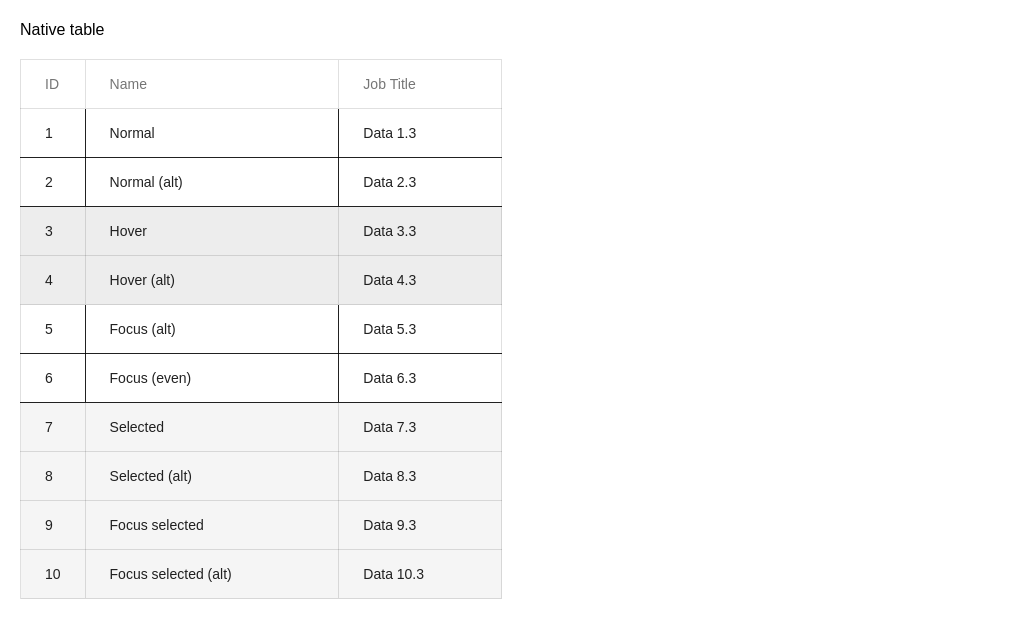 Native table
ID Name Job Title
1 Normal Data 1.3
2 Normal (alt) Data 2.3
3 Hover Data 3.3
4 Hover (alt) Data 4.3
5 Focus (alt) Data 5.3
6 Focus (even) Data 6.3
7 Selected Data 7.3
8 Selected (alt) Data 8.3
9 Focus selected Data 9.3
10 Focus selected (alt) Data 10.3